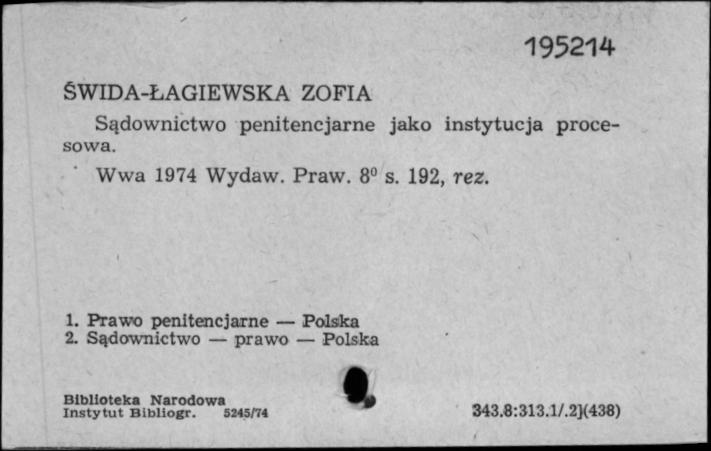 195214
ŚWIDA-ŁAGIEWSKA ZOFIA
Sądownictwo penitencjarne jako instytucja proce-
sowa.
Wwa 1974 Wydaw. Praw. 8⁰ s. 192, rez.
1. Prawo penitencjarne — Polska
2. Sądownictwo — prawo — Polska
Biblioteka Narodowa
Instytut Bibliogr. 5245/74
343.8:313.1/.2](438)